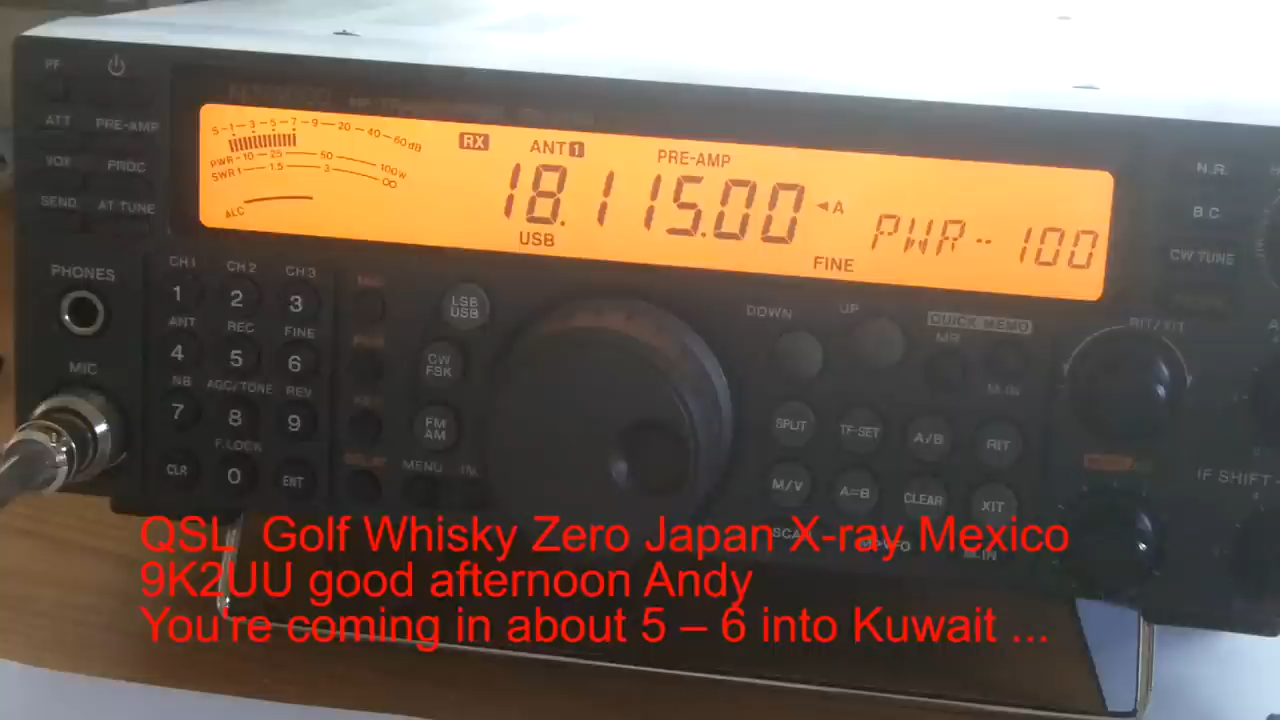 PF
ATT PRE-AMP
VOX PROC
SEND AT TUNE
PHONES
MIC
KENWOOD
S 1 3 5 7 9 20 40 60dB
PWR 10 25 50 100W
SWR 1 1.5 3 ∞
ALC
RX ANT 1 PRE-AMP
18.115.00 ◄A PWR-100
USB FINE
N.R.
B C
CW TUNE
CH1 CH2 CH3
1 2 3
ANT REC FINE
4 5 6
NB AGC/TONE REV
7 8 9
F.LOCK
CLR 0 ENT
LSB
USB
CW
FSK
FM
AM
MENU
DOWN UP
QUICK MEMO
MR
M.IN
RIT/XIT
SPLIT TF-SET A/B RIT
M/V A=B CLEAR XIT
IF SHIFT
QSL Golf Whisky Zero Japan X-ray Mexico
9K2UU good afternoon Andy
You're coming in about 5 – 6 into Kuwait ...